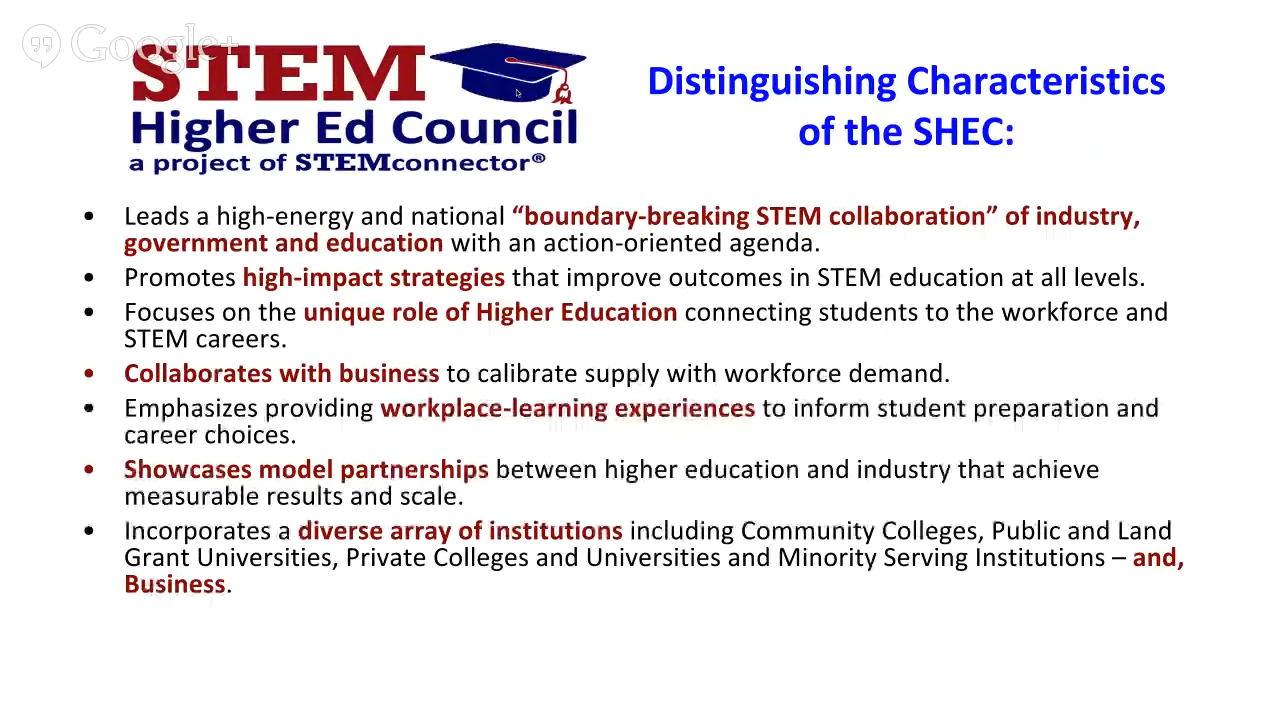 Google+
STEM
Higher Ed Council
a project of STEMconnector®
Distinguishing Characteristics
of the SHEC:
• Leads a high-energy and national “boundary-breaking STEM collaboration” of industry,
government and education with an action-oriented agenda.
• Promotes high-impact strategies that improve outcomes in STEM education at all levels.
• Focuses on the unique role of Higher Education connecting students to the workforce and
STEM careers.
• Collaborates with business to calibrate supply with workforce demand.
• Emphasizes providing workplace-learning experiences to inform student preparation and
career choices.
• Showcases model partnerships between higher education and industry that achieve
measurable results and scale.
• Incorporates a diverse array of institutions including Community Colleges, Public and Land
Grant Universities, Private Colleges and Universities and Minority Serving Institutions – and,
Business.